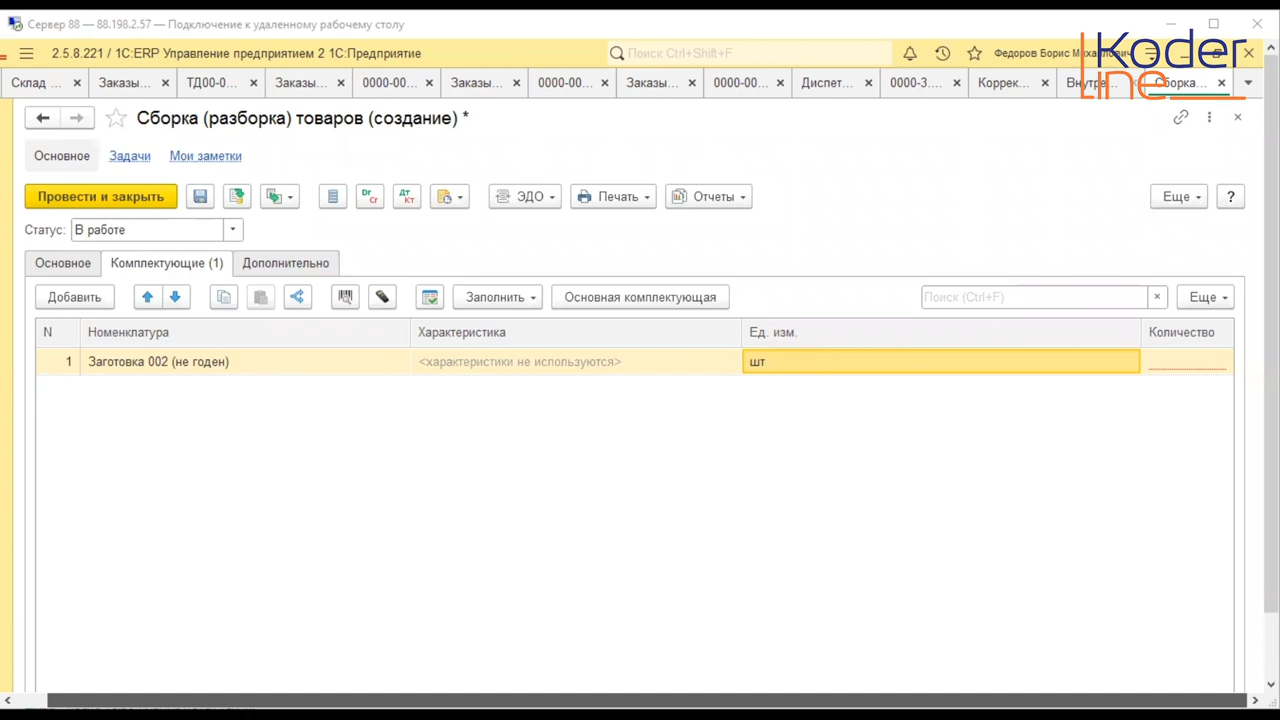 Сервер 88 — 88.198.2.57 — Подключение к удаленному рабочему столу
2.5.8.221 / 1С:ERP Управление предприятием 2 1С:Предприятие
Поиск Ctrl+Shift+F
Федоров Борис Михайлович
Koder
line
Склад ...
Заказы...
ТД00-0...
Заказы...
0000-00...
Заказы...
0000-00...
Заказы...
0000-00...
Диспет...
0000-З...
Коррек...
Внутре...
Сборка...
Сборка (разборка) товаров (создание) *
Основное Задачи Мои заметки
Провести и закрыть
Dr Cr
Дт Кт
ЭДО
Печать
Отчеты
Еще
?
Статус: В работе
Основное Комплектующие (1) Дополнительно
Добавить
Заполнить
Основная комплектующая
Поиск (Ctrl+F)
×
Еще
N Номенклатура Характеристика Ед. изм. Количество
1 Заготовка 002 (не годен) <характеристики не используются> шт